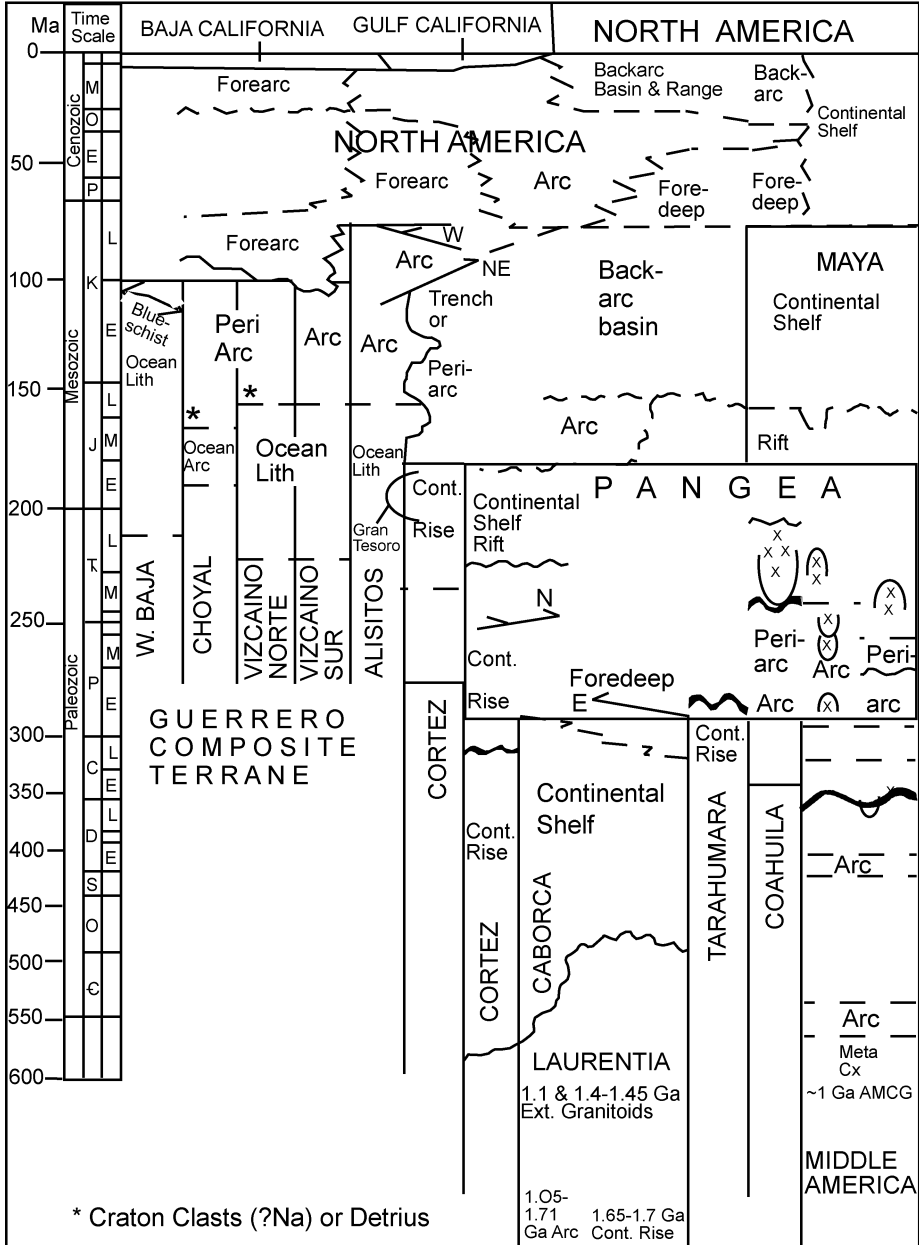 Ma
Time
Scale
BAJA CALIFORNIA
GULF CALIFORNIA
NORTH AMERICA
0
50
100
150
200
250
300
350
400
450
500
550
600
Cenozoic
Mesozoic
Paleozoic
M
O
E
P
K
L
E
J
L
M
E
Ћ
L
M
P
M
E
C
L
E
D
L
E
S
O
Є
Forearc
Backarc
Basin & Range
Back-
arc
Continental
Shelf
NORTH AMERICA
Forearc
Arc
Fore-
deep
Fore-
deep
Forearc
W
Arc
NE
Trench
or
Peri-
arc
Back-
arc
basin
MAYA
Continental
Shelf
Blue-
schist
Ocean
Lith
Peri
Arc
Arc
Arc
*
*
Ocean
Arc
Ocean
Lith
Ocean
Lith
Arc
Rift
Gran
Tesoro
Cont.
Rise
Continental
Shelf
Rift
PANGEA
N
Cont.
Rise
Foredeep
E
x x
x x
x
x
x
x
x
x
x
Peri-
arc
Arc
Arc
Peri-
arc
W. BAJA
CHOYAL
VIZCAINO
NORTE
VIZCAINO
SUR
ALISITOS
CORTEZ
GUERRERO
COMPOSITE
TERRANE
Cont.
Rise
CORTEZ
Continental
Shelf
CABORCA
Cont.
Rise
TARAHUMARA
COAHUILA
x
Arc
Arc
Meta
Cx
~1 Ga AMCG
LAURENTIA
1.1 & 1.4-1.45 Ga
Ext. Granitoids
1.O5-
1.71
Ga Arc
1.65-1.7 Ga
Cont. Rise
MIDDLE
AMERICA
* Craton Clasts (?Na) or Detrius